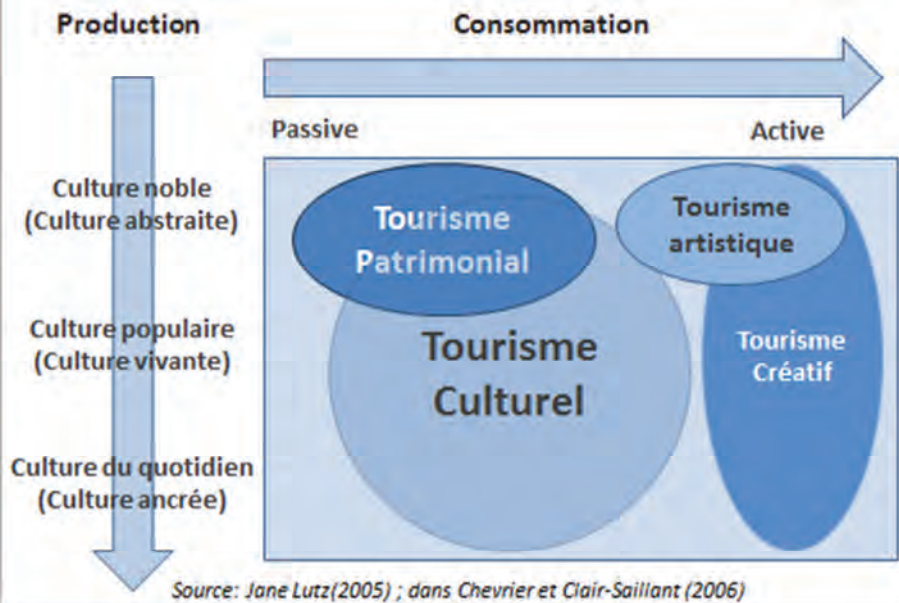 Production
Consommation
Passive
Active
Culture noble
(Culture abstraite)
Culture populaire
(Culture vivante)
Culture du quotidien
(Culture ancrée)
Tourisme
Patrimonial
Tourisme
artistique
Tourisme
Culturel
Tourisme
Créatif
Source: Jane Lutz(2005) ; dans Chevrier et Clair-Saillant (2006)